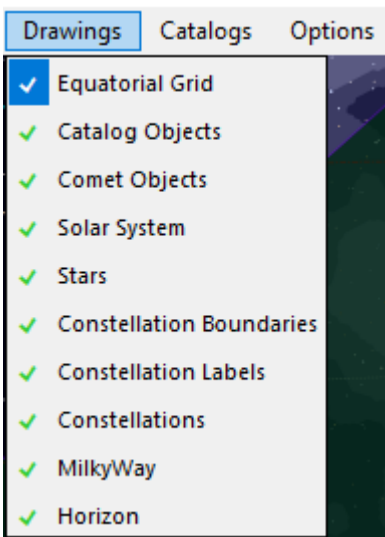 Drawings Catalogs Options
Equatorial Grid
Catalog Objects
Comet Objects
Solar System
Stars
Constellation Boundaries
Constellation Labels
Constellations
MilkyWay
Horizon